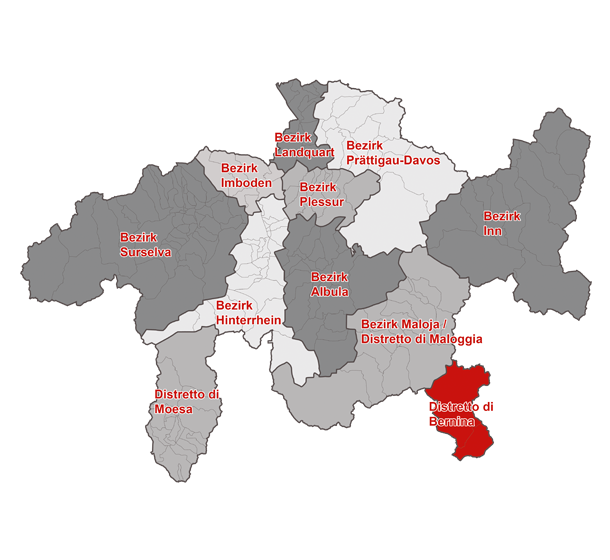 Bezirk
Landquart
Bezirk
Prättigau-Davos
Bezirk
Imboden
Bezirk
Plessur
Bezirk
Inn
Bezirk
Surselva
Bezirk
Albula
Bezirk
Hinterrhein
Bezirk Maloja /
Distretto di Maloggia
Distretto di
Moesa
Distretto di
Bernina